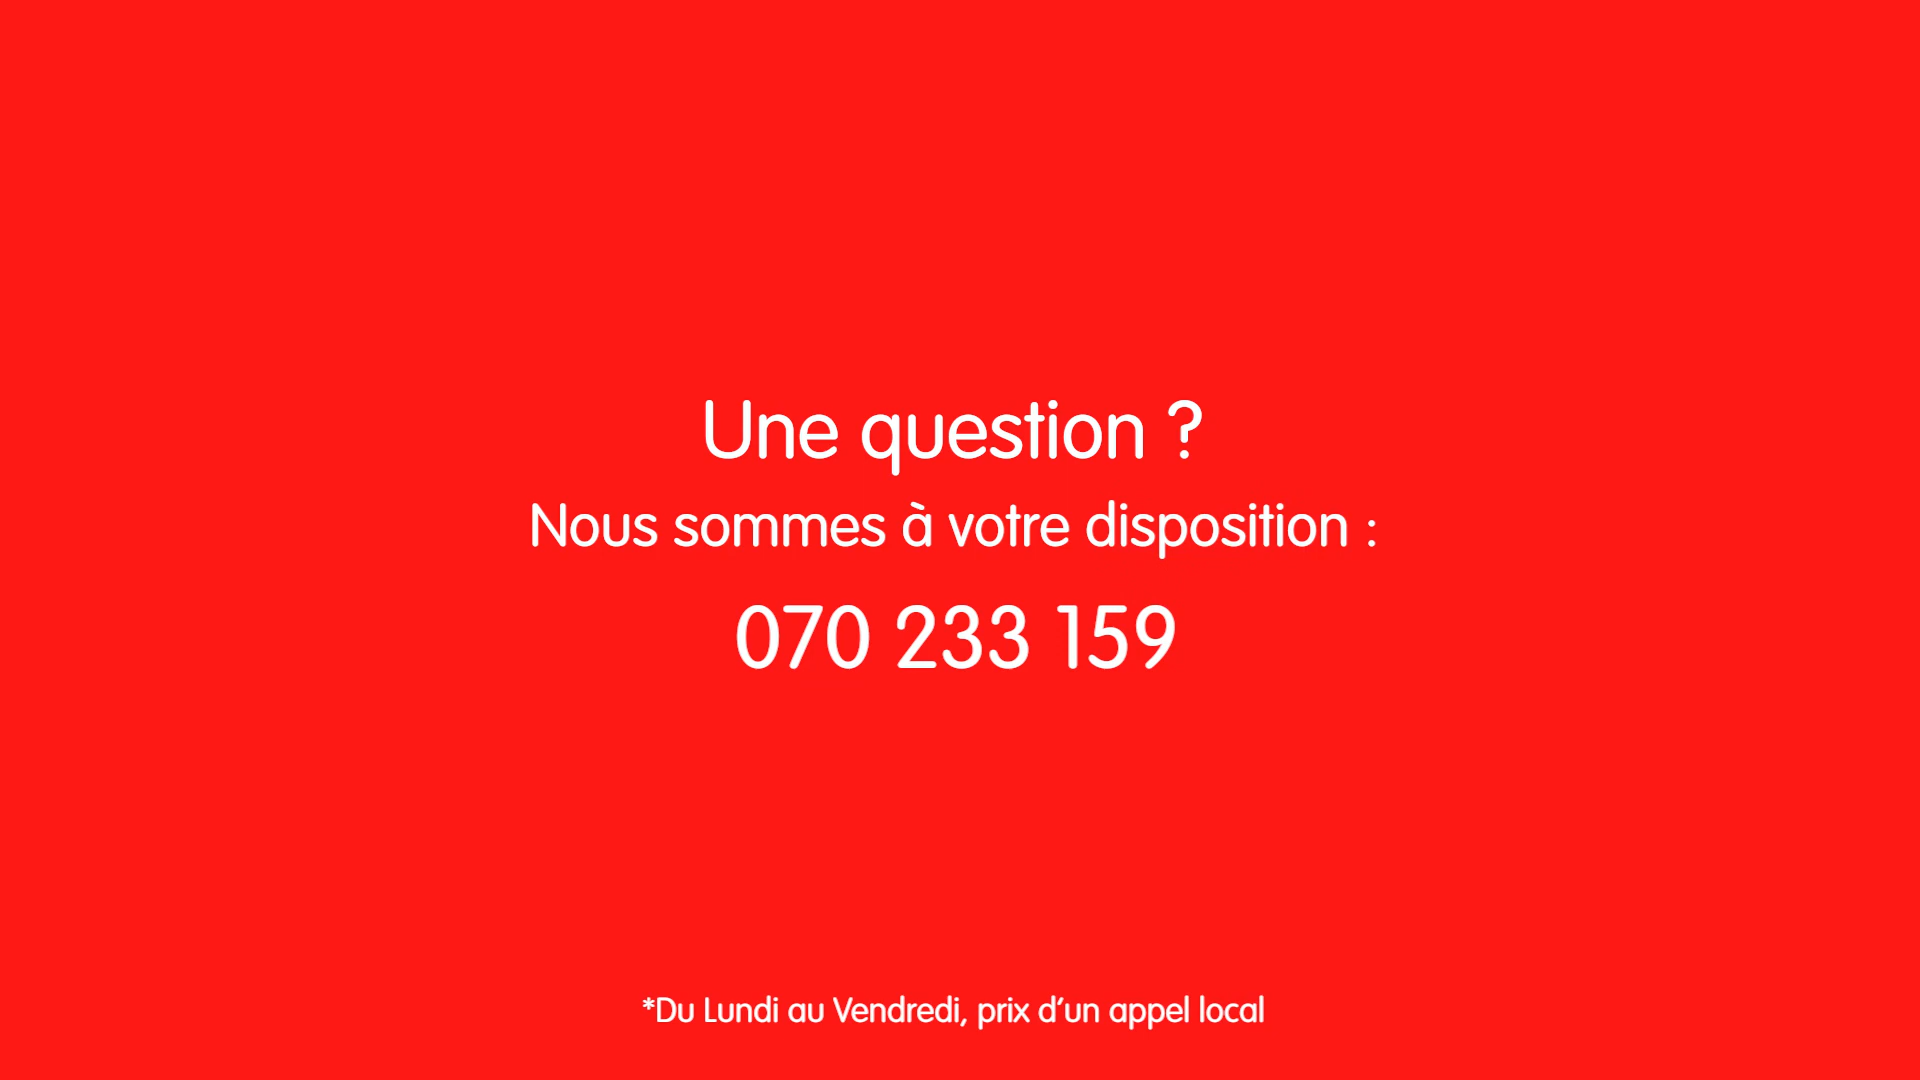 Une question ?
Nous sommes à votre disposition :
070 233 159
*Du Lundi au Vendredi, prix d'un appel local